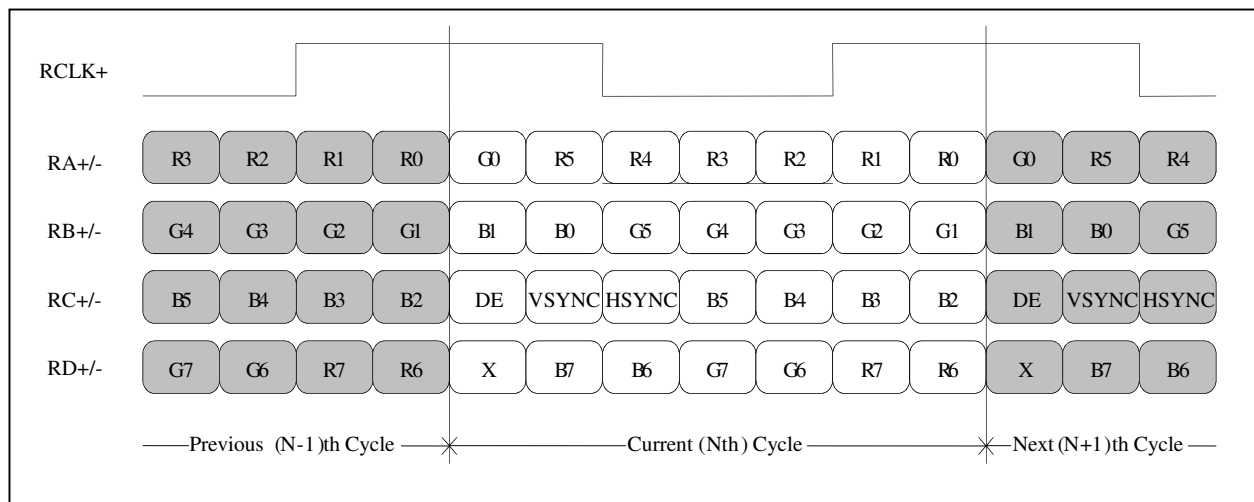 RCLK+
RA+/- R3 R2 R1 R0 G0 R5 R4 R3 R2 R1 R0 G0 R5 R4
RB+/- G4 G3 G2 G1 B1 B0 G5 G4 G3 G2 G1 B1 B0 G5
RC+/- B5 B4 B3 B2 DE VSYNC HSYNC B5 B4 B3 B2 DE VSYNC HSYNC
RD+/- G7 G6 R7 R6 X B7 B6 G7 G6 R7 R6 X B7 B6
Previous (N-1)th Cycle Current (Nth) Cycle Next (N+1)th Cycle